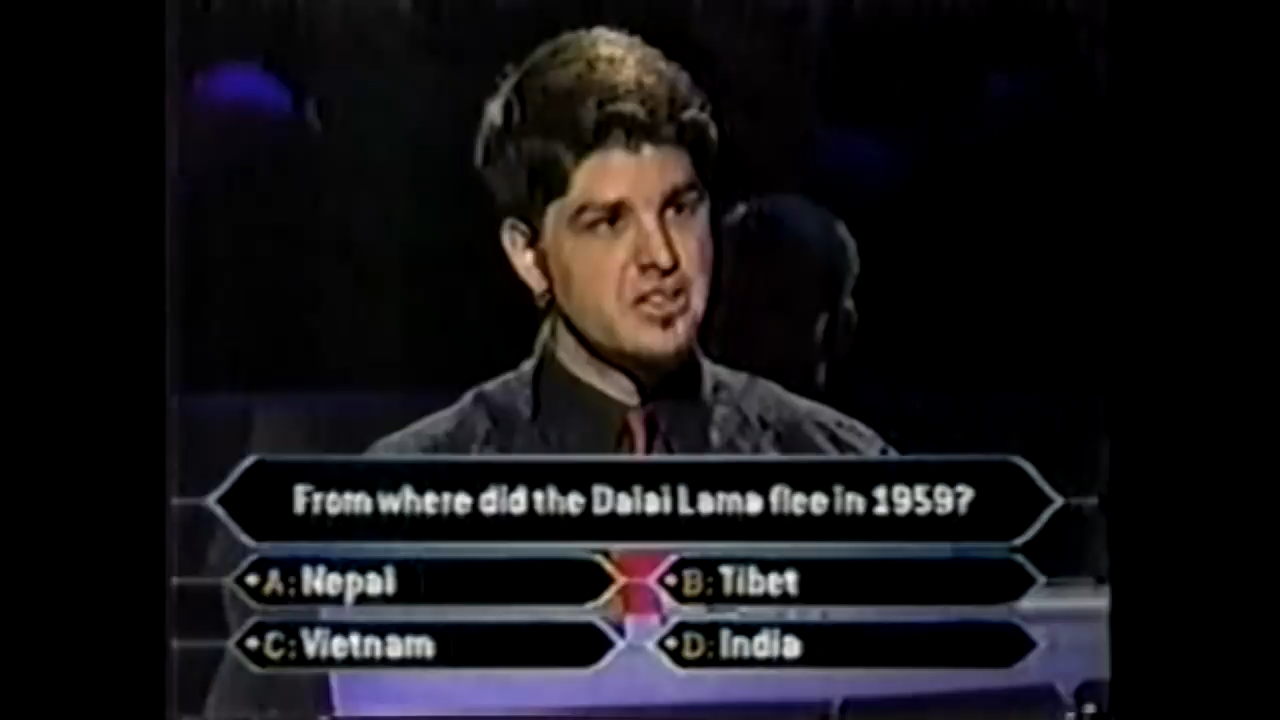 From where did the Dalai Lama flee in 1959?
A: Nepal
B: Tibet
C: Vietnam
D: India